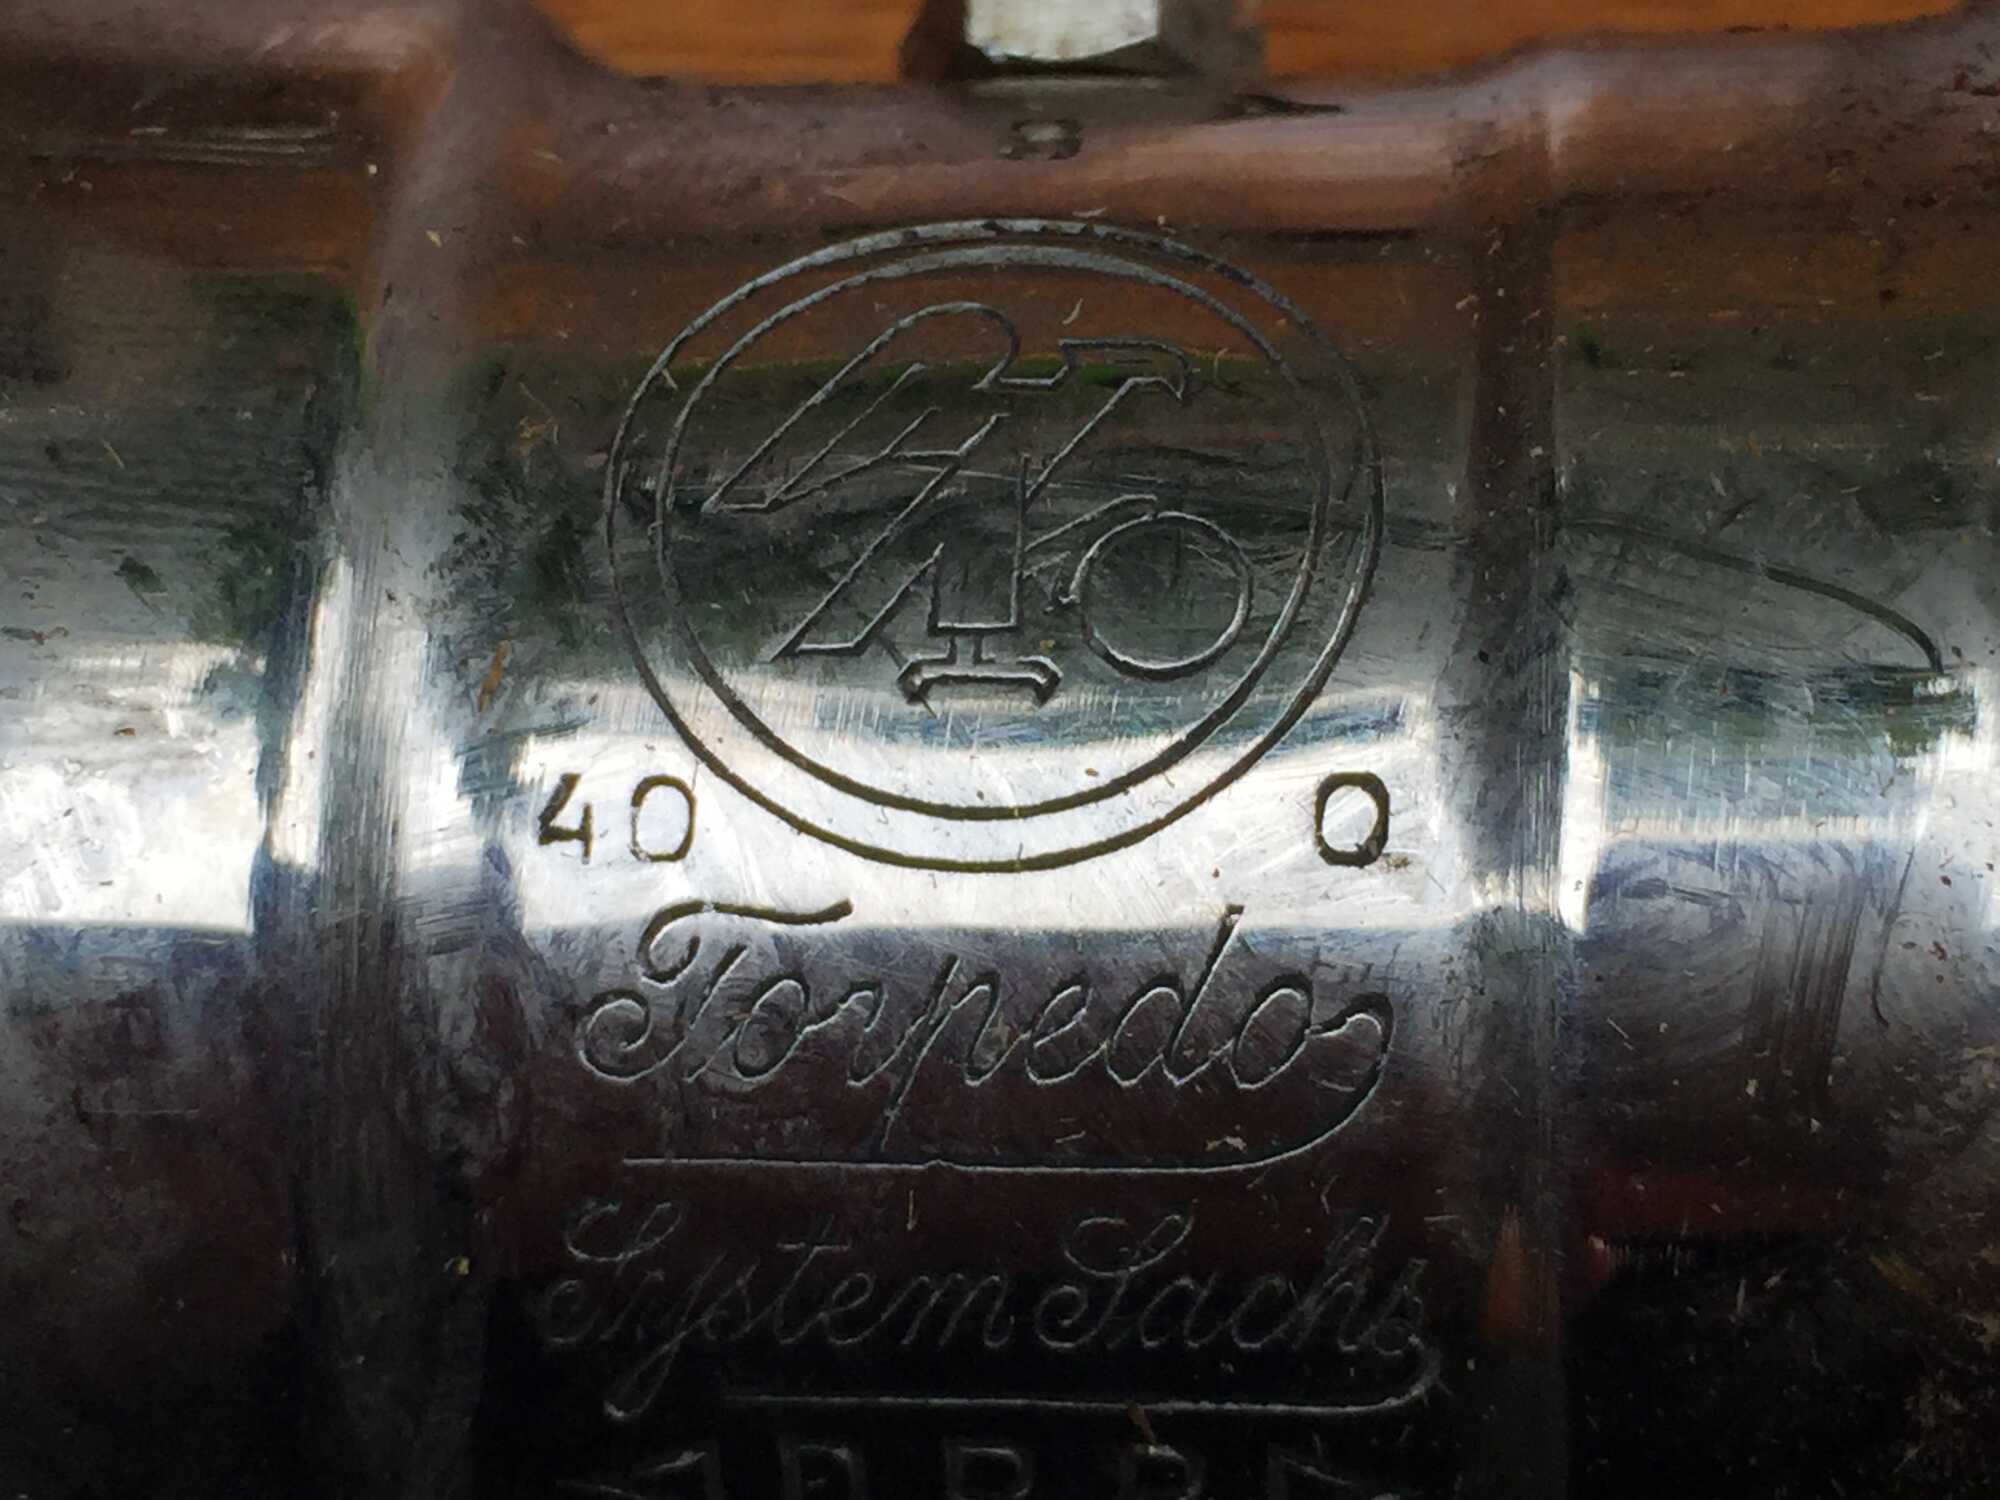 40 0
Torpedo
System Sachs